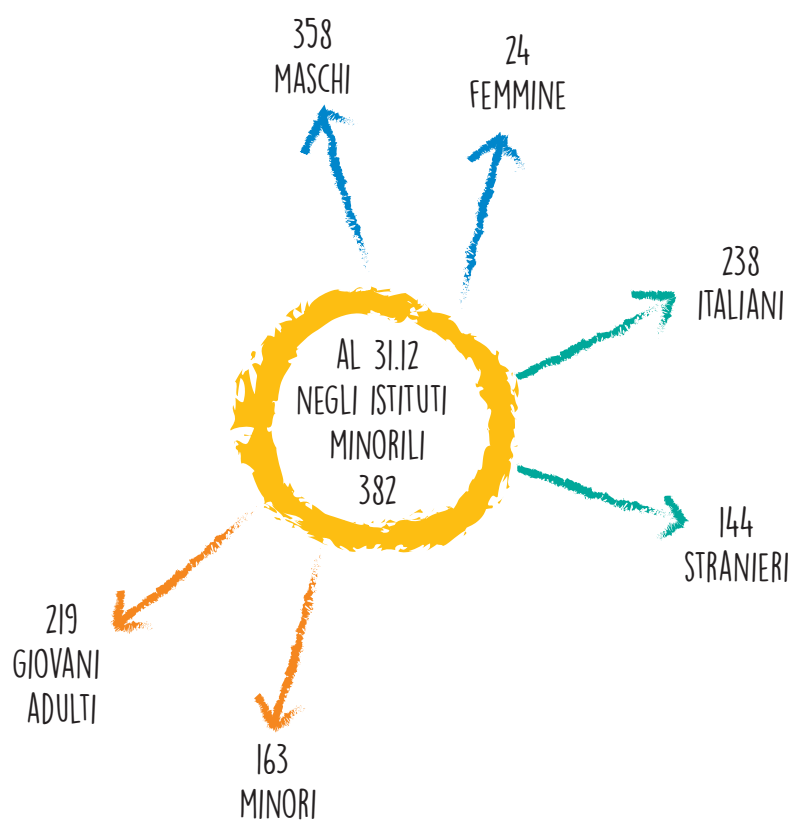 358
MASCHI
24
FEMMINE
238
ITALIANI
AL 31.12
NEGLI ISTITUTI
MINORILI
382
144
STRANIERI
219
GIOVANI
ADULTI
163
MINORI